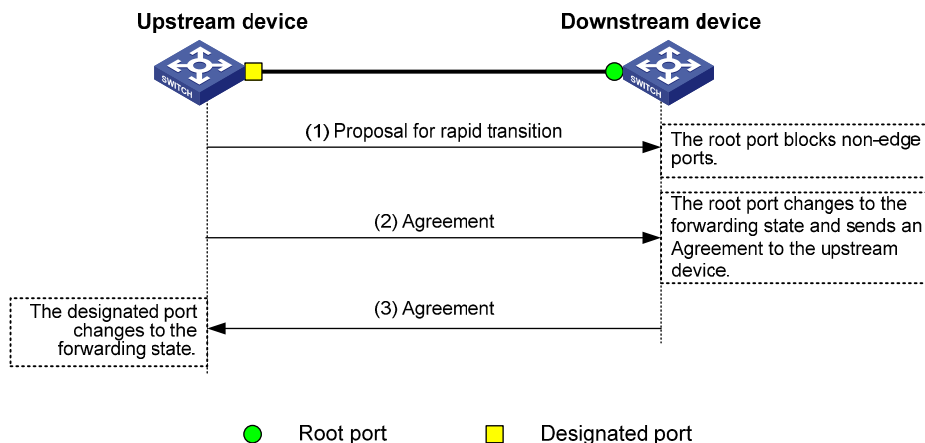 Upstream device
Downstream device
SWITCH
SWITCH
(1) Proposal for rapid transition
The root port blocks non-edge
ports.
(2) Agreement
The root port changes to the
forwarding state and sends an
Agreement to the upstream
device.
(3) Agreement
The designated port
changes to the
forwarding state.
Root port
Designated port